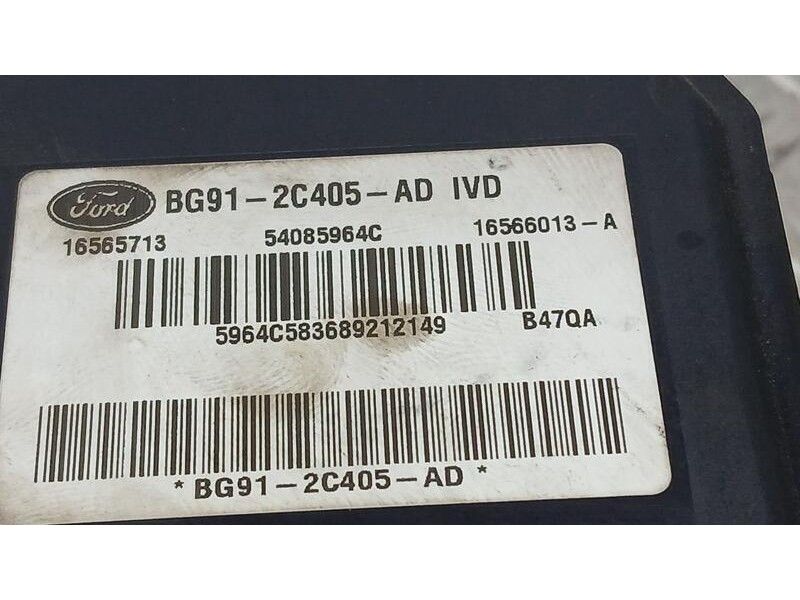 Ford BG91-2C405-AD IVD
16565713 54085964C 16566013-A
5964C583689212149 B47QA
*BG91-2C405-AD*